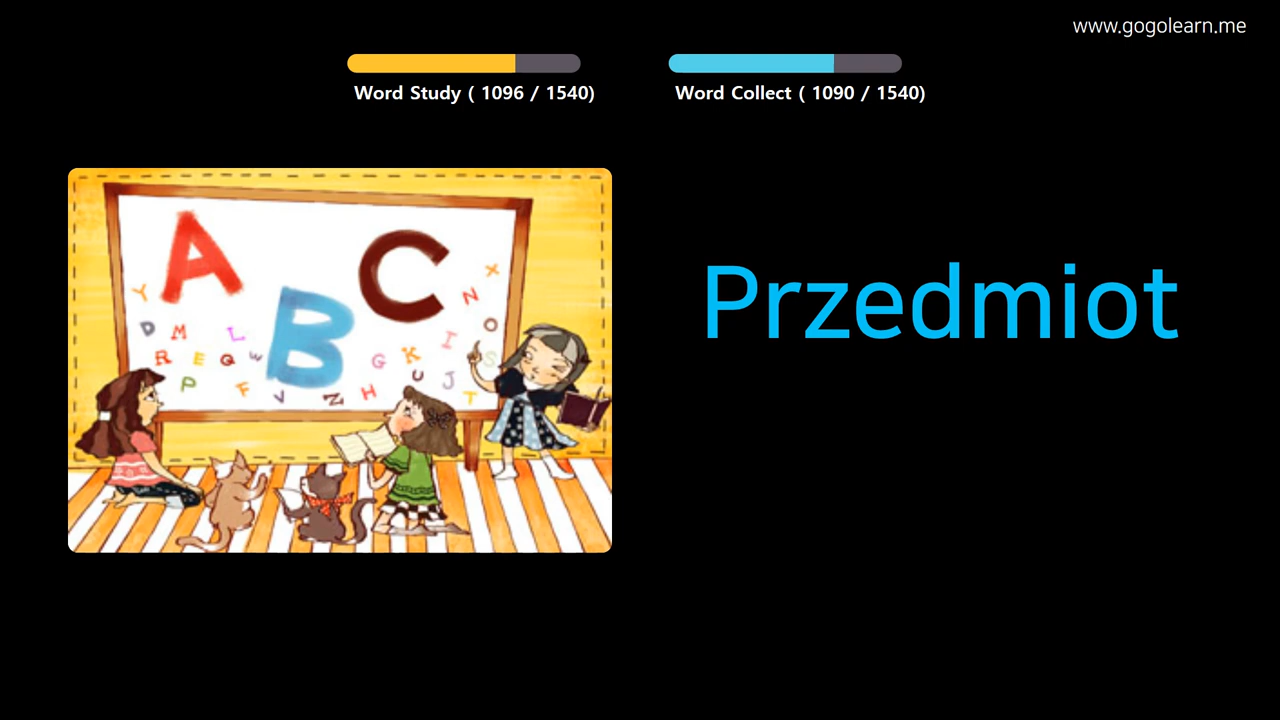 www.gogolearn.me
Word Study ( 1096 / 1540)
Word Collect ( 1090 / 1540)
Przedmiot
A B C
Y X N
D M L I O
R E Q W G K S
P F V Z H U J T